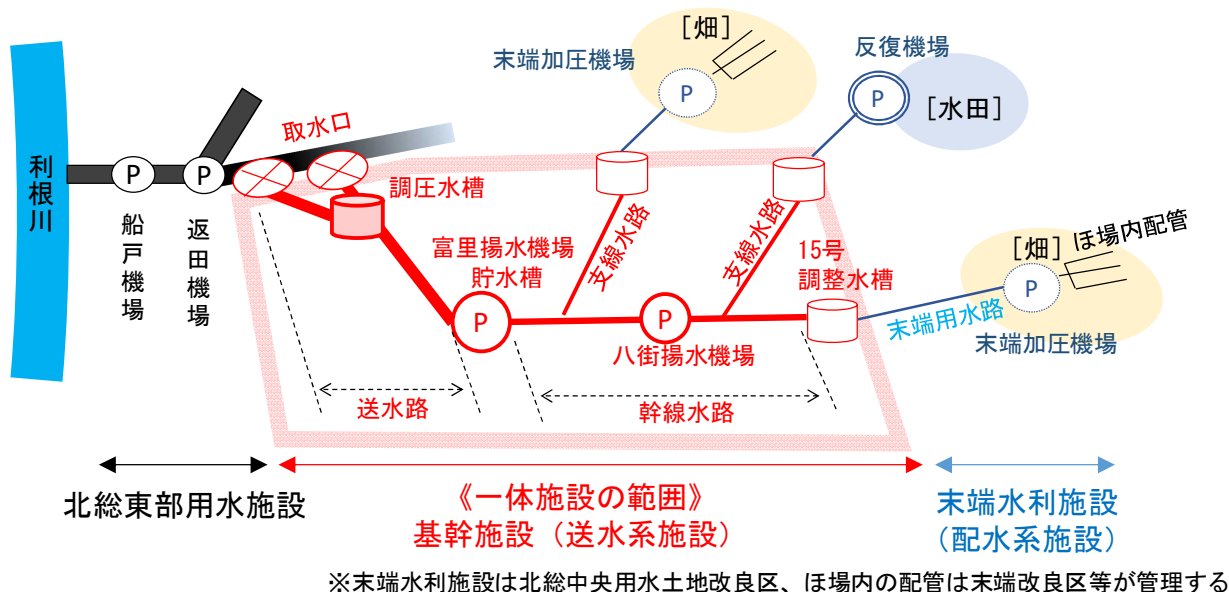 ［畑］
末端加圧機場
P
反復機場
P
［水田］
取水口
利根川
P
P
船戸機場
返田機場
調圧水槽
富里揚水機場
貯水槽
P
支線水路
支線水路
P
八街揚水機場
15号
調整水槽
［畑］
ほ場内配管
P
末端用水路
末端加圧機場
送水路
幹線水路
北総東部用水施設
《一体施設の範囲》
基幹施設（送水系施設）
末端水利施設
（配水系施設）
※末端水利施設は北総中央用水土地改良区、ほ場内の配管は末端改良区等が管理する